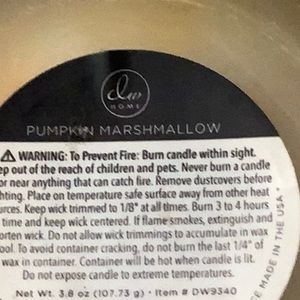 dw
HOME
PUMPKIN MARSHMALLOW
WARNING: To Prevent Fire: Burn candle within sight.
ep out of the reach of children and pets. Never burn a candle
or near anything that can catch fire. Remove dustcovers before
hting. Place on temperature safe surface away from other heat
urces. Keep wick trimmed to 1/8" at all times. Burn 3 to 4 hours
time and keep wick centered. If flame smokes, extinguish and
orten wick. Do not allow wick trimmings to accumulate in wax
ool. To avoid container cracking, do not burn the last 1/4" of
wax in container. Container will be hot when candle is lit.
Do not expose candle to extreme temperatures.
Net Wt. 3.8 oz (107.73 g) • Item # DW9340
MADE IN USA